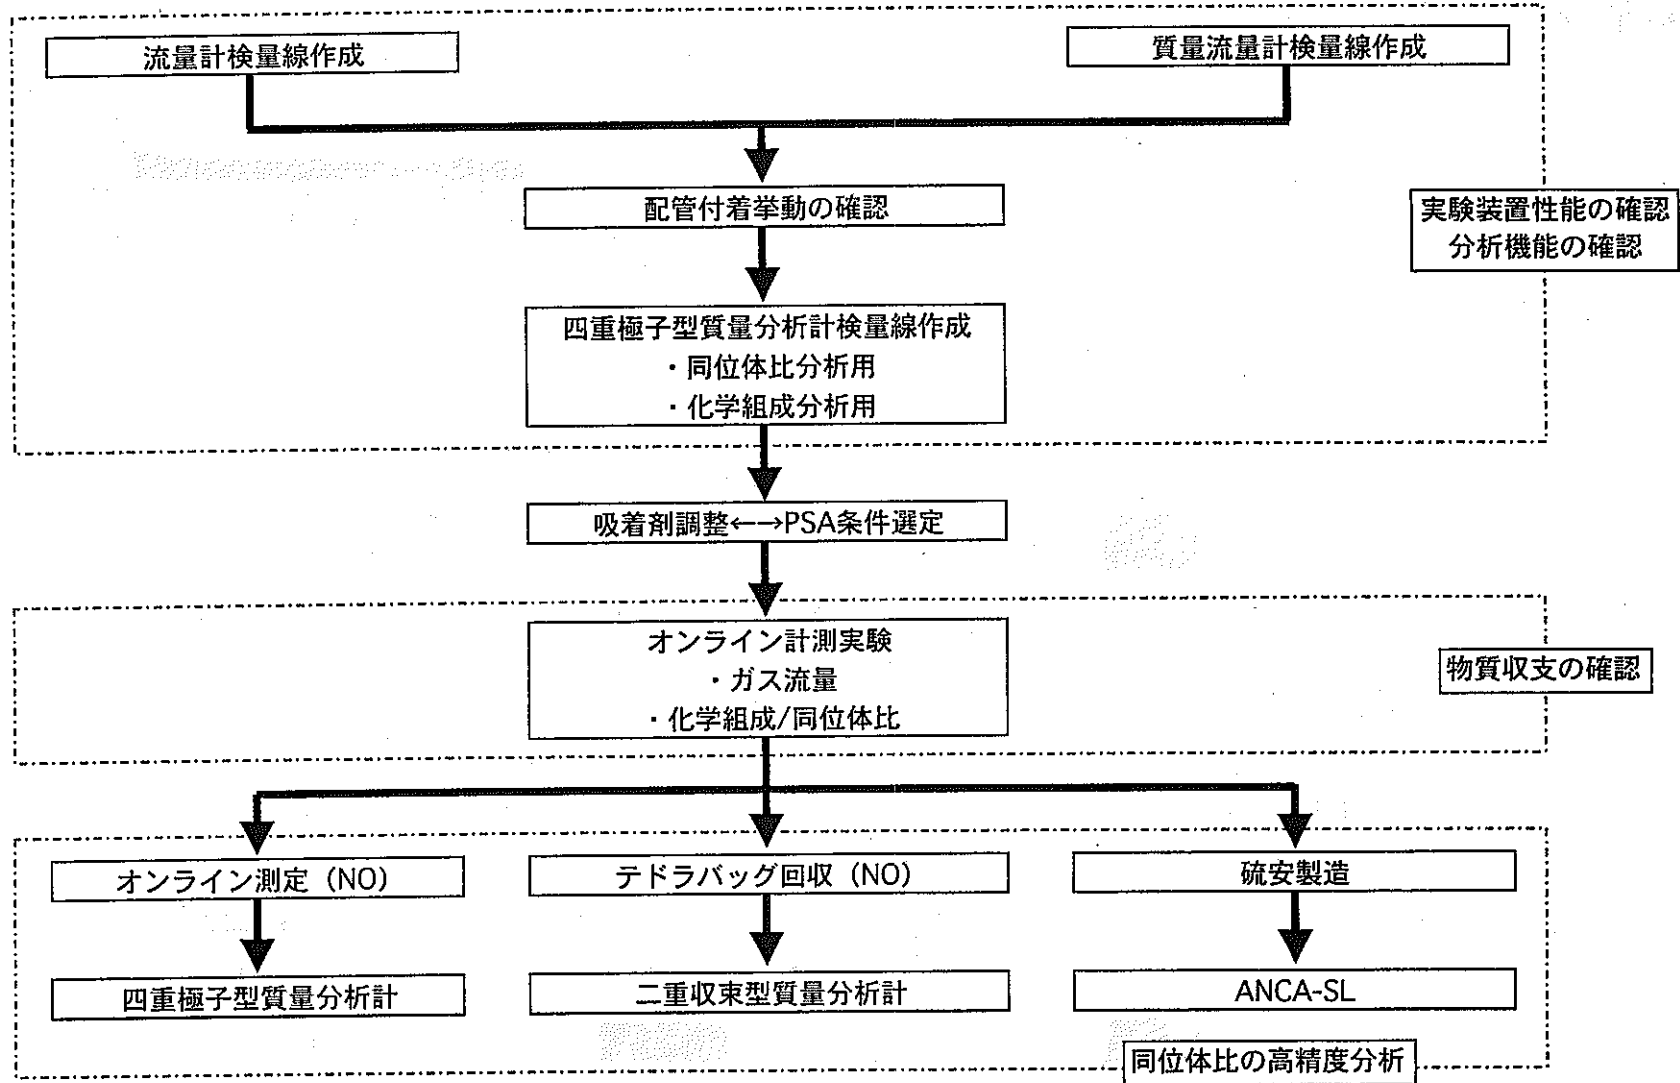 流量計検量線作成
質量流量計検量線作成
配管付着挙動の確認
実験装置性能の確認
分析機能の確認
四重極子型質量分析計検量線作成
・同位体比分析用
・化学組成分析用
吸着剤調整←→PSA条件選定
オンライン計測実験
・ガス流量
・化学組成/同位体比
物質収支の確認
オンライン測定（NO）
テドラバッグ回収（NO）
硫安製造
四重極子型質量分析計
二重収束型質量分析計
ANCA-SL
同位体比の高精度分析